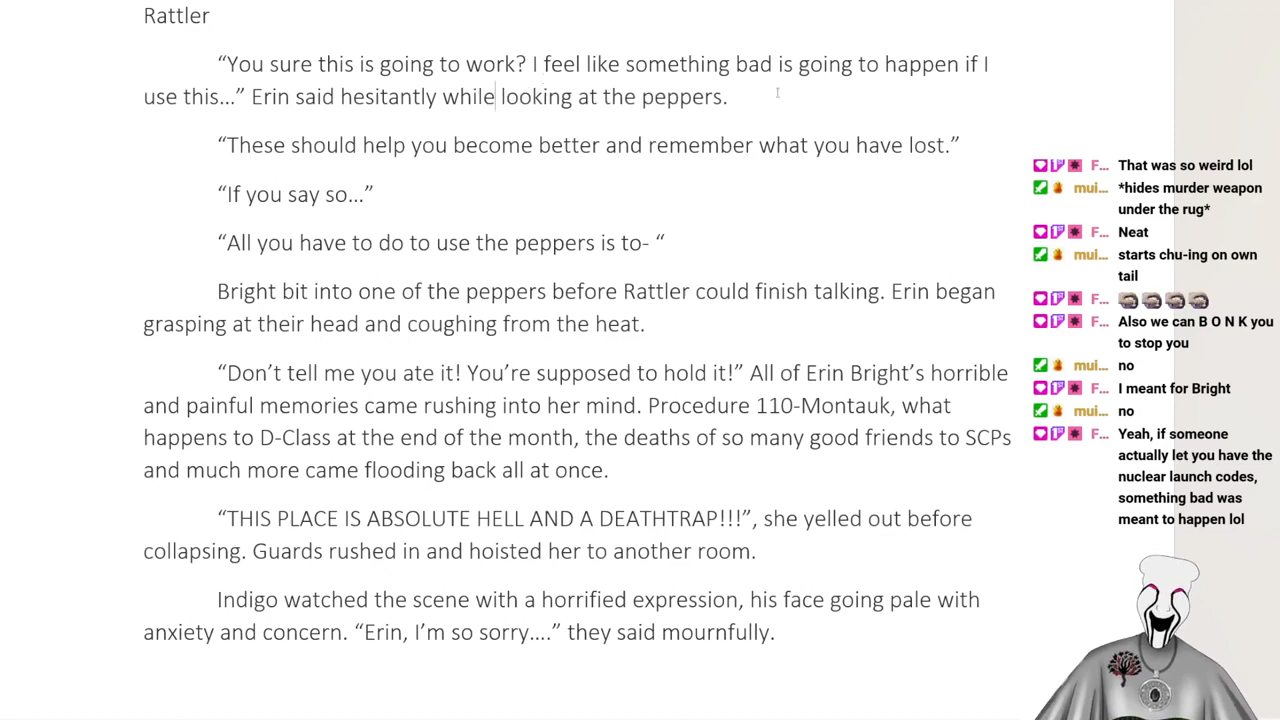 Rattler
“You sure this is going to work? I feel like something bad is going to happen if I
use this…” Erin said hesitantly while looking at the peppers.
“These should help you become better and remember what you have lost.”
“If you say so…”
“All you have to do to use the peppers is to- “
Bright bit into one of the peppers before Rattler could finish talking. Erin began
grasping at their head and coughing from the heat.
“Don’t tell me you ate it! You’re supposed to hold it!” All of Erin Bright’s horrible
and painful memories came rushing into her mind. Procedure 110-Montauk, what
happens to D-Class at the end of the month, the deaths of so many good friends to SCPs
and much more came flooding back all at once.
“THIS PLACE IS ABSOLUTE HELL AND A DEATHTRAP!!!”, she yelled out before
collapsing. Guards rushed in and hoisted her to another room.
Indigo watched the scene with a horrified expression, his face going pale with
anxiety and concern. “Erin, I’m so sorry….” they said mournfully.
F... That was so weird lol
mui... *hides murder weapon
under the rug*
F... Neat
mui... starts chu-ing on own
tail
F...
F... Also we can B O N K you
to stop you
mui... no
F... I meant for Bright
mui... no
F... Yeah, if someone
actually let you have the
nuclear launch codes,
something bad was
meant to happen lol